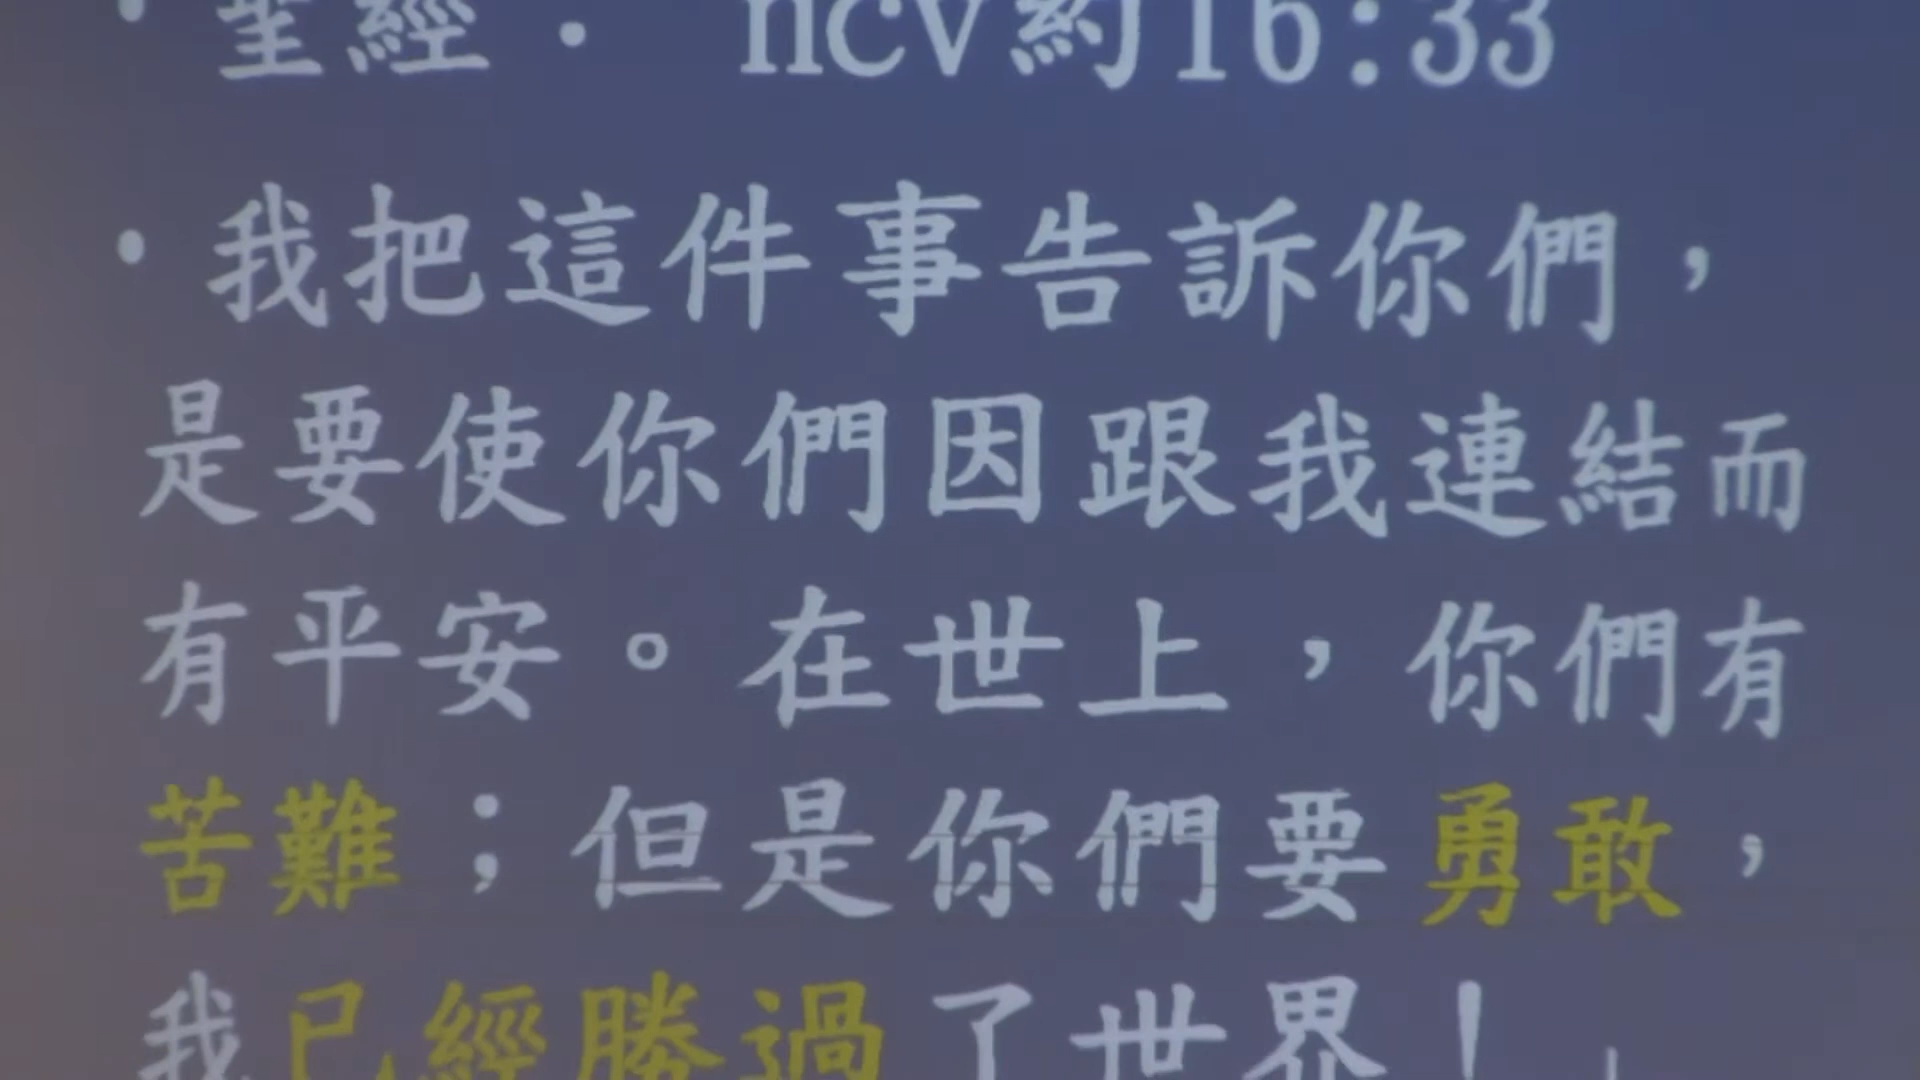 • 聖經. ncv約16:33
• 我把這件事告訴你們，
是要使你們因跟我連結而
有平安。在世上，你們有
苦難；但是你們要勇敢，
我已經勝過了世界！」